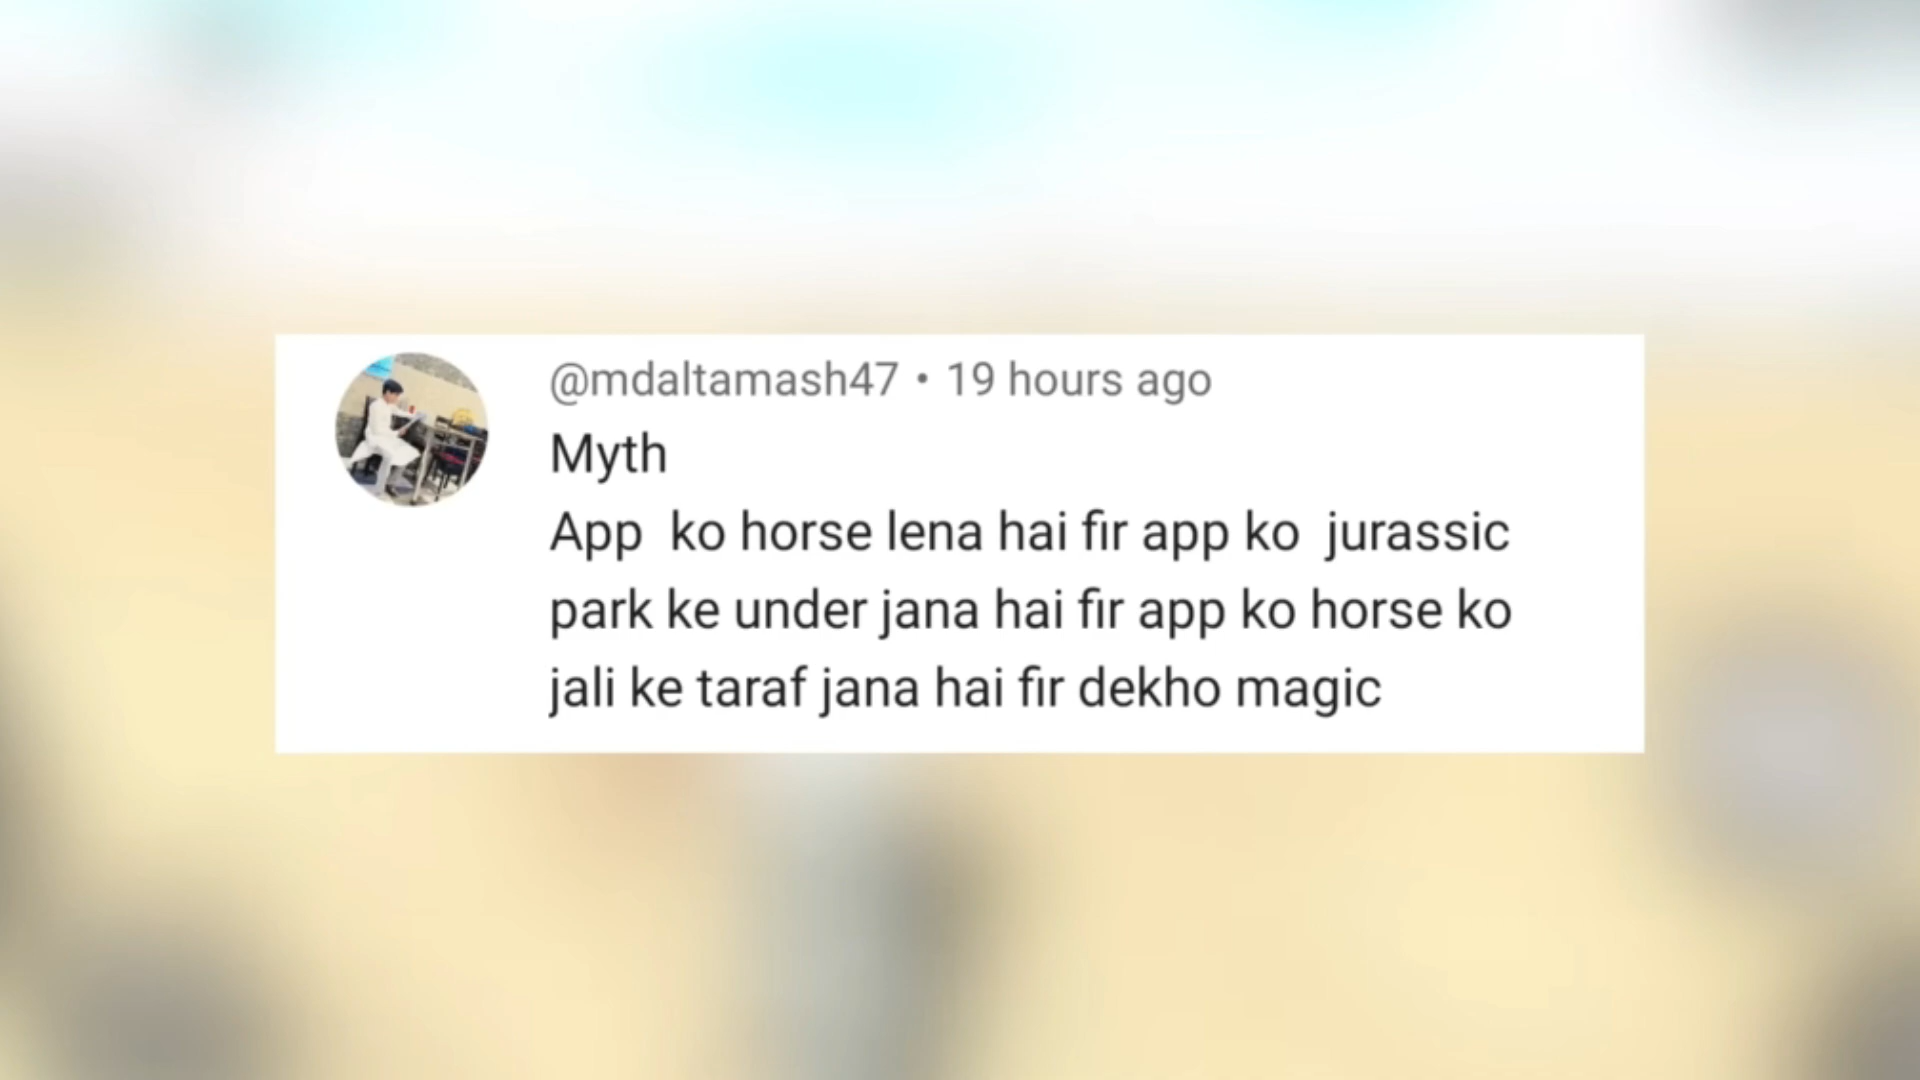 @mdaltamash47 • 19 hours ago
Myth
App  ko horse lena hai fir app ko  jurassic
park ke under jana hai fir app ko horse ko
jali ke taraf jana hai fir dekho magic